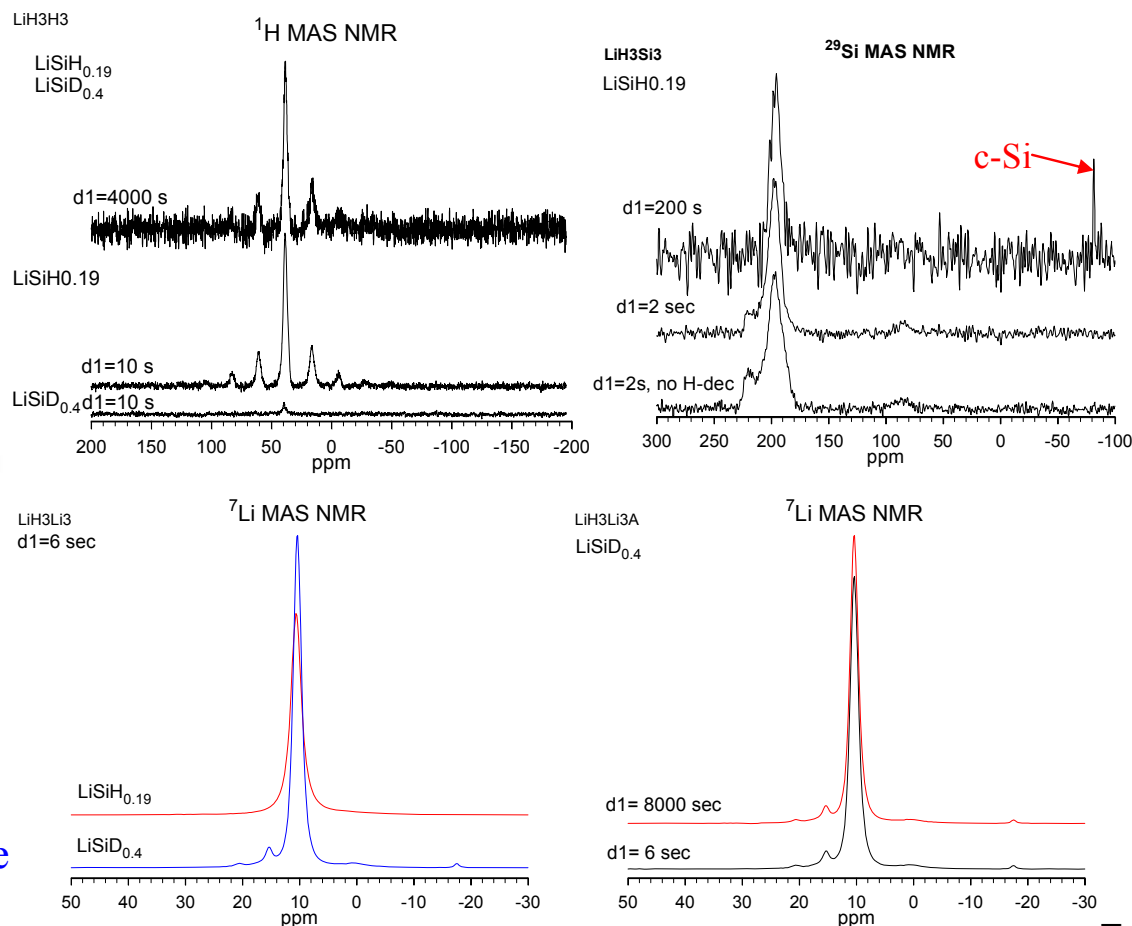 LiH3H3
¹H MAS NMR
LiSiH₀.₁₉
LiSiD₀.₄
d1=4000 s
LiSiH0.19
d1=10 s
LiSiD₀.₄ d1=10 s
200 150 100 50 0 -50 -100 -150 -200
ppm
LiH3Si3
²⁹Si MAS NMR
LiSiH0.19
c-Si
d1=200 s
d1=2 sec
d1=2s, no H-dec
300 250 200 150 100 50 0 -50 -100
ppm
LiH3Li3
⁷Li MAS NMR
d1=6 sec
LiSiH₀.₁₉
LiSiD₀.₄
50 40 30 20 10 0 -10 -20 -30
ppm
e
LiH3Li3A
⁷Li MAS NMR
LiSiD₀.₄
d1= 8000 sec
d1= 6 sec
50 40 30 20 10 0 -10 -20 -30
ppm